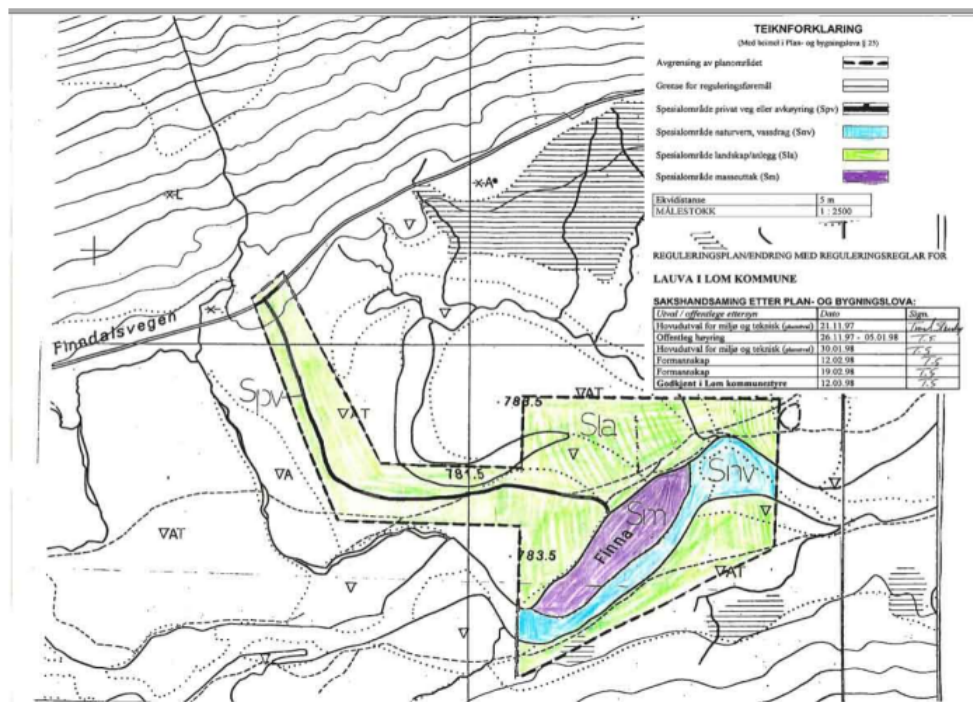 TEIKNFORKLARING
(Med heimel i Plan- og bygningslova § 25)
Avgrensing av planområdet
Grense for reguleringsføremål
Spesialområde privat veg eller avkøyring (Spv)
Spesialområde naturvern, vassdrag (Snv)
Spesialområde landskap/anlegg (Sla)
Spesialområde masseuttak (Sm)
Ekvidistanse 5 m
MÅLESTOKK 1 : 2500
REGULERINGSPLAN/ENDRING MED REGULERINGSREGLAR FOR
LAUVA I LOM KOMMUNE
SAKSHANDSAMING ETTER PLAN- OG BYGNINGSLOVA:
Utval / offentlege ettersyn Dato Sign.
Hovudutval for miljø og teknisk (planutval) 21.11.97
Offentleg høyring 26.11.97 - 05.01.98 T.S
Hovudutval for miljø og teknisk (planutval) 30.01.98 T.S
Formannskap 12.02.98 T.S
Formannskap 19.02.98 T.S
Godkjent i Lom kommunestyre 12.03.98 T.S
L
A
Finndalsvegen
Spv
AT
788.5
AT
Sla
781.5
A
Snv
Sm
AT
Finna
783.5
AT